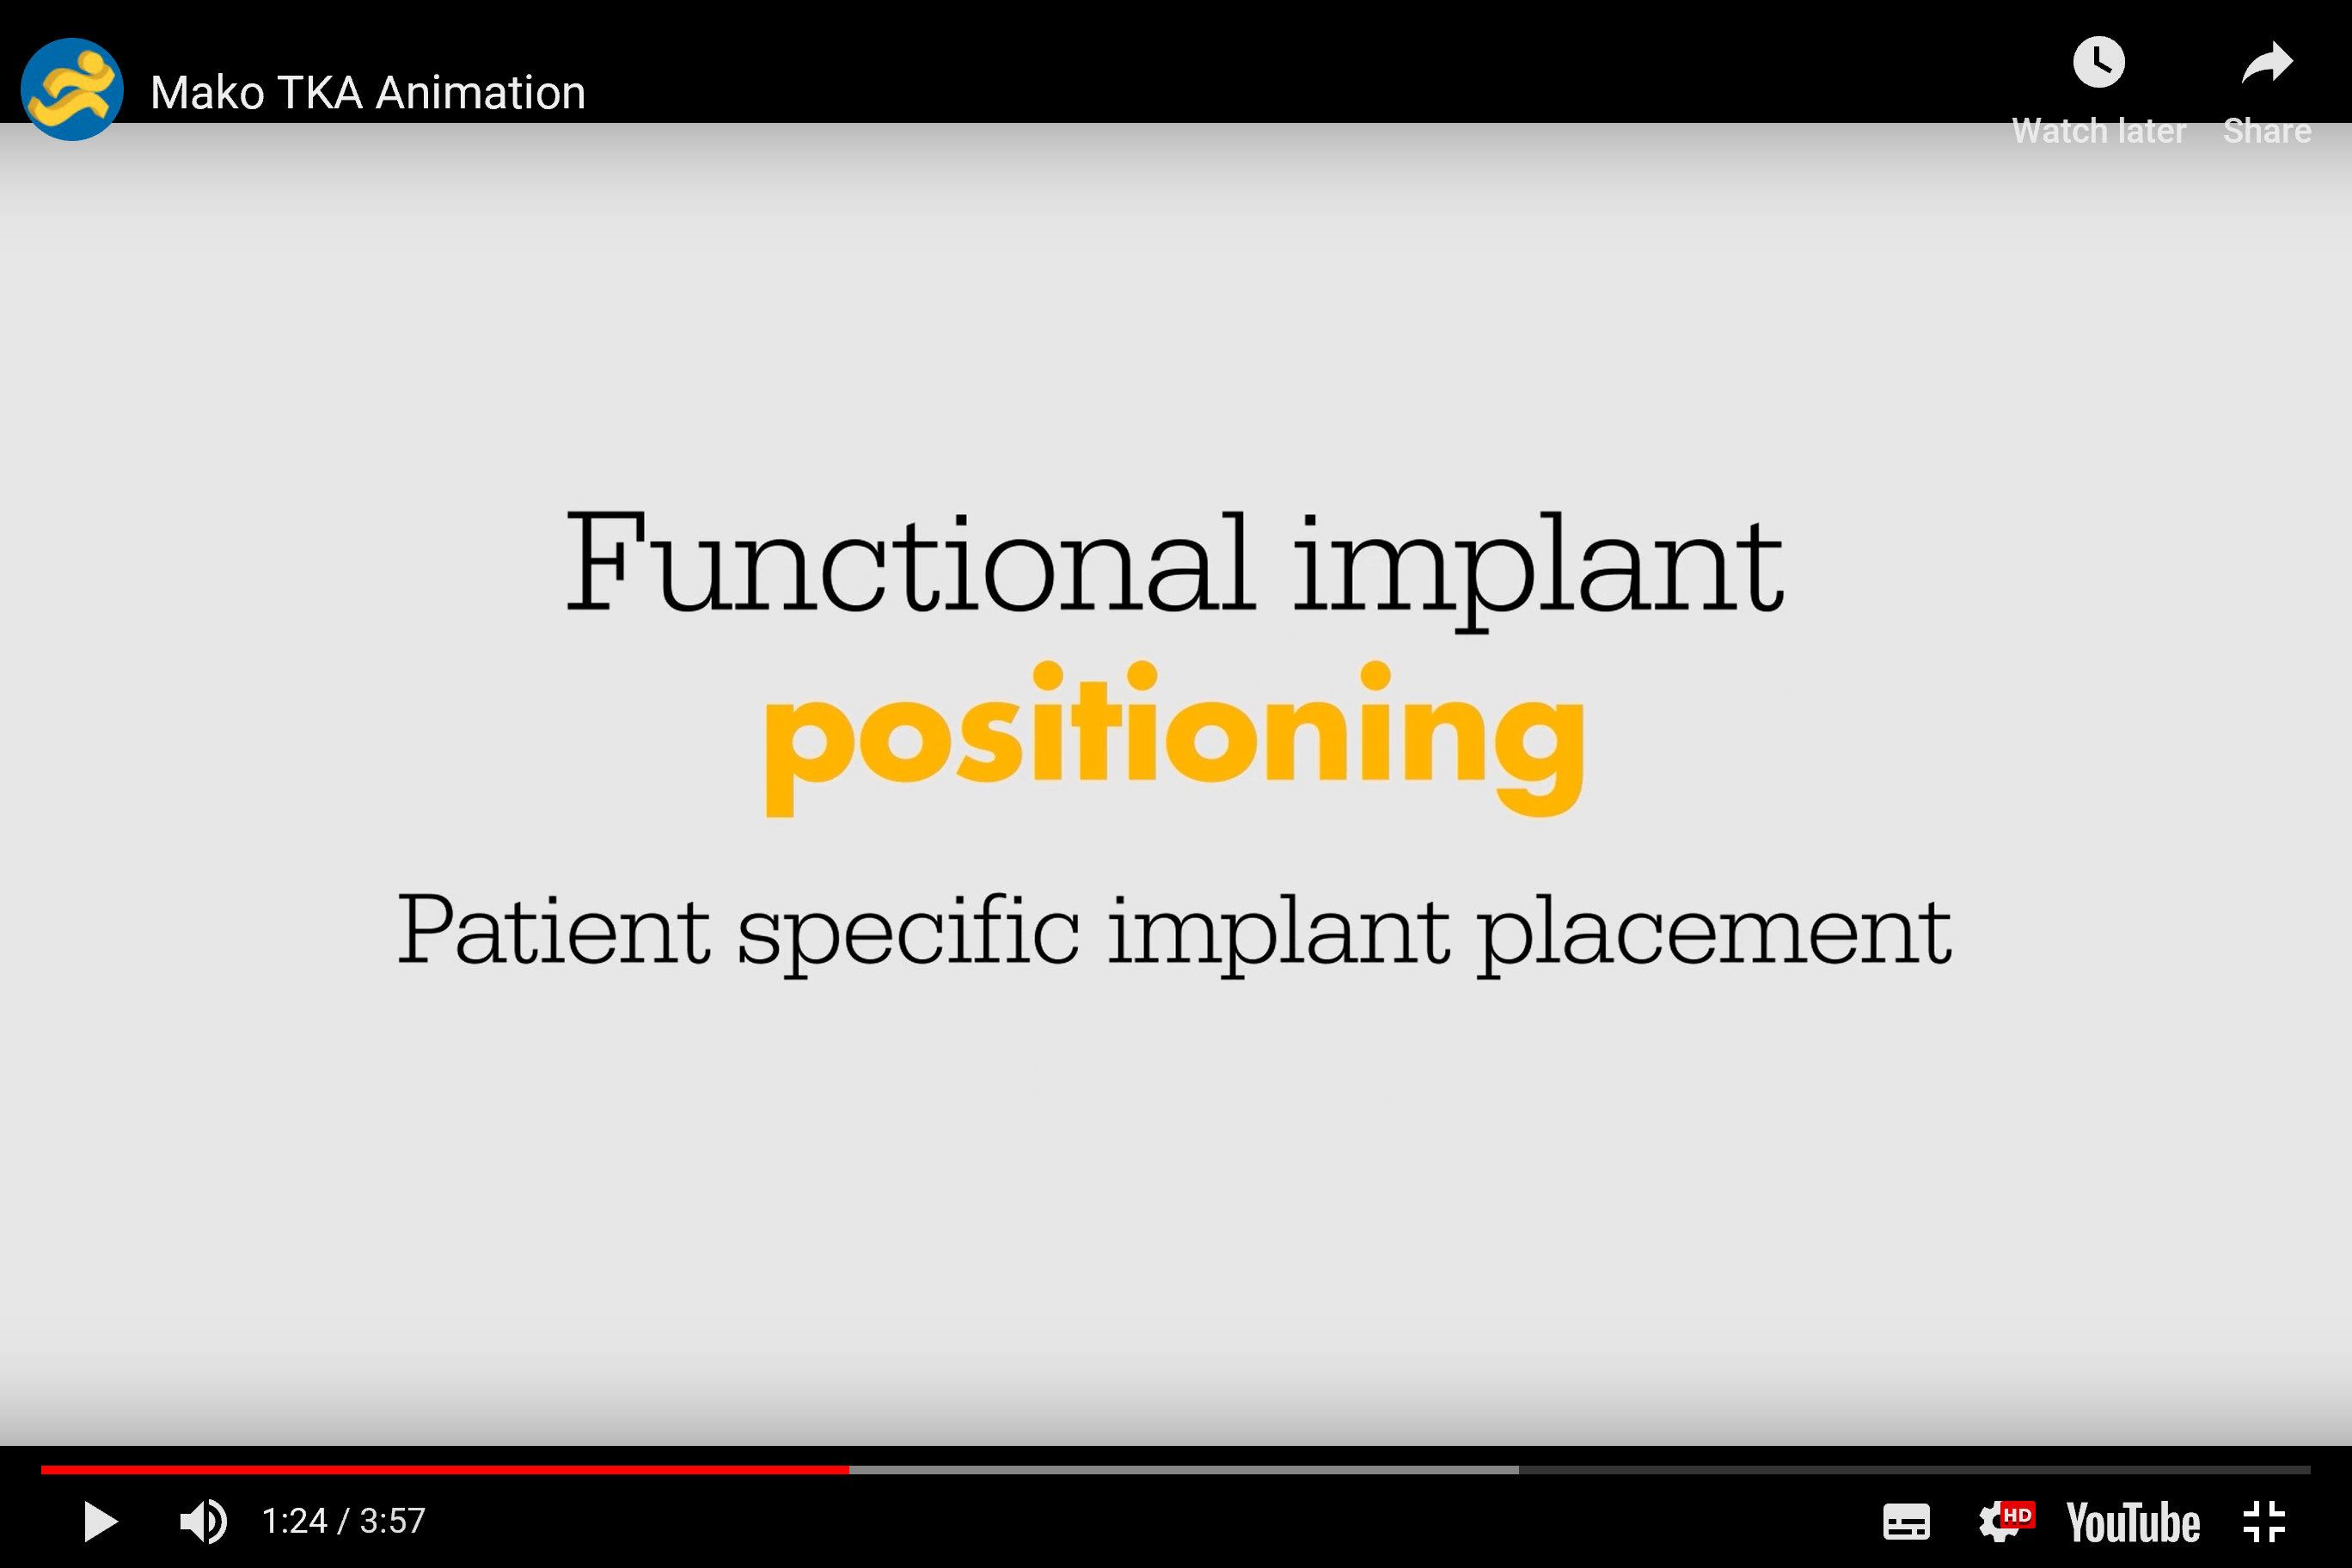 Mako TKA Animation
Watch later
Share
Functional implant
positioning
Patient specific implant placement
1:24 / 3:57
HD
YouTube